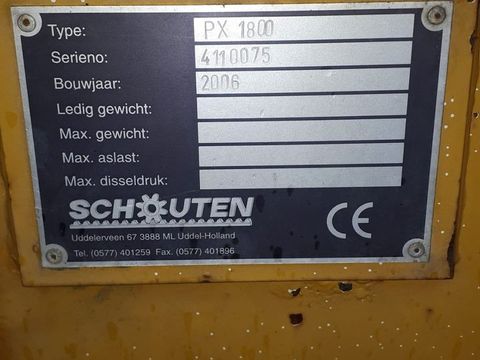 Type: PX 1800
Serieno: 4110075
Bouwjaar: 2006
Ledig gewicht:
Max. gewicht:
Max. aslast:
Max. disseldruk:
SCHOUTEN
CE
Uddelerveen 67 3888 ML Uddel-Holland
Tel. (0577) 401259 Fax. (0577) 401896